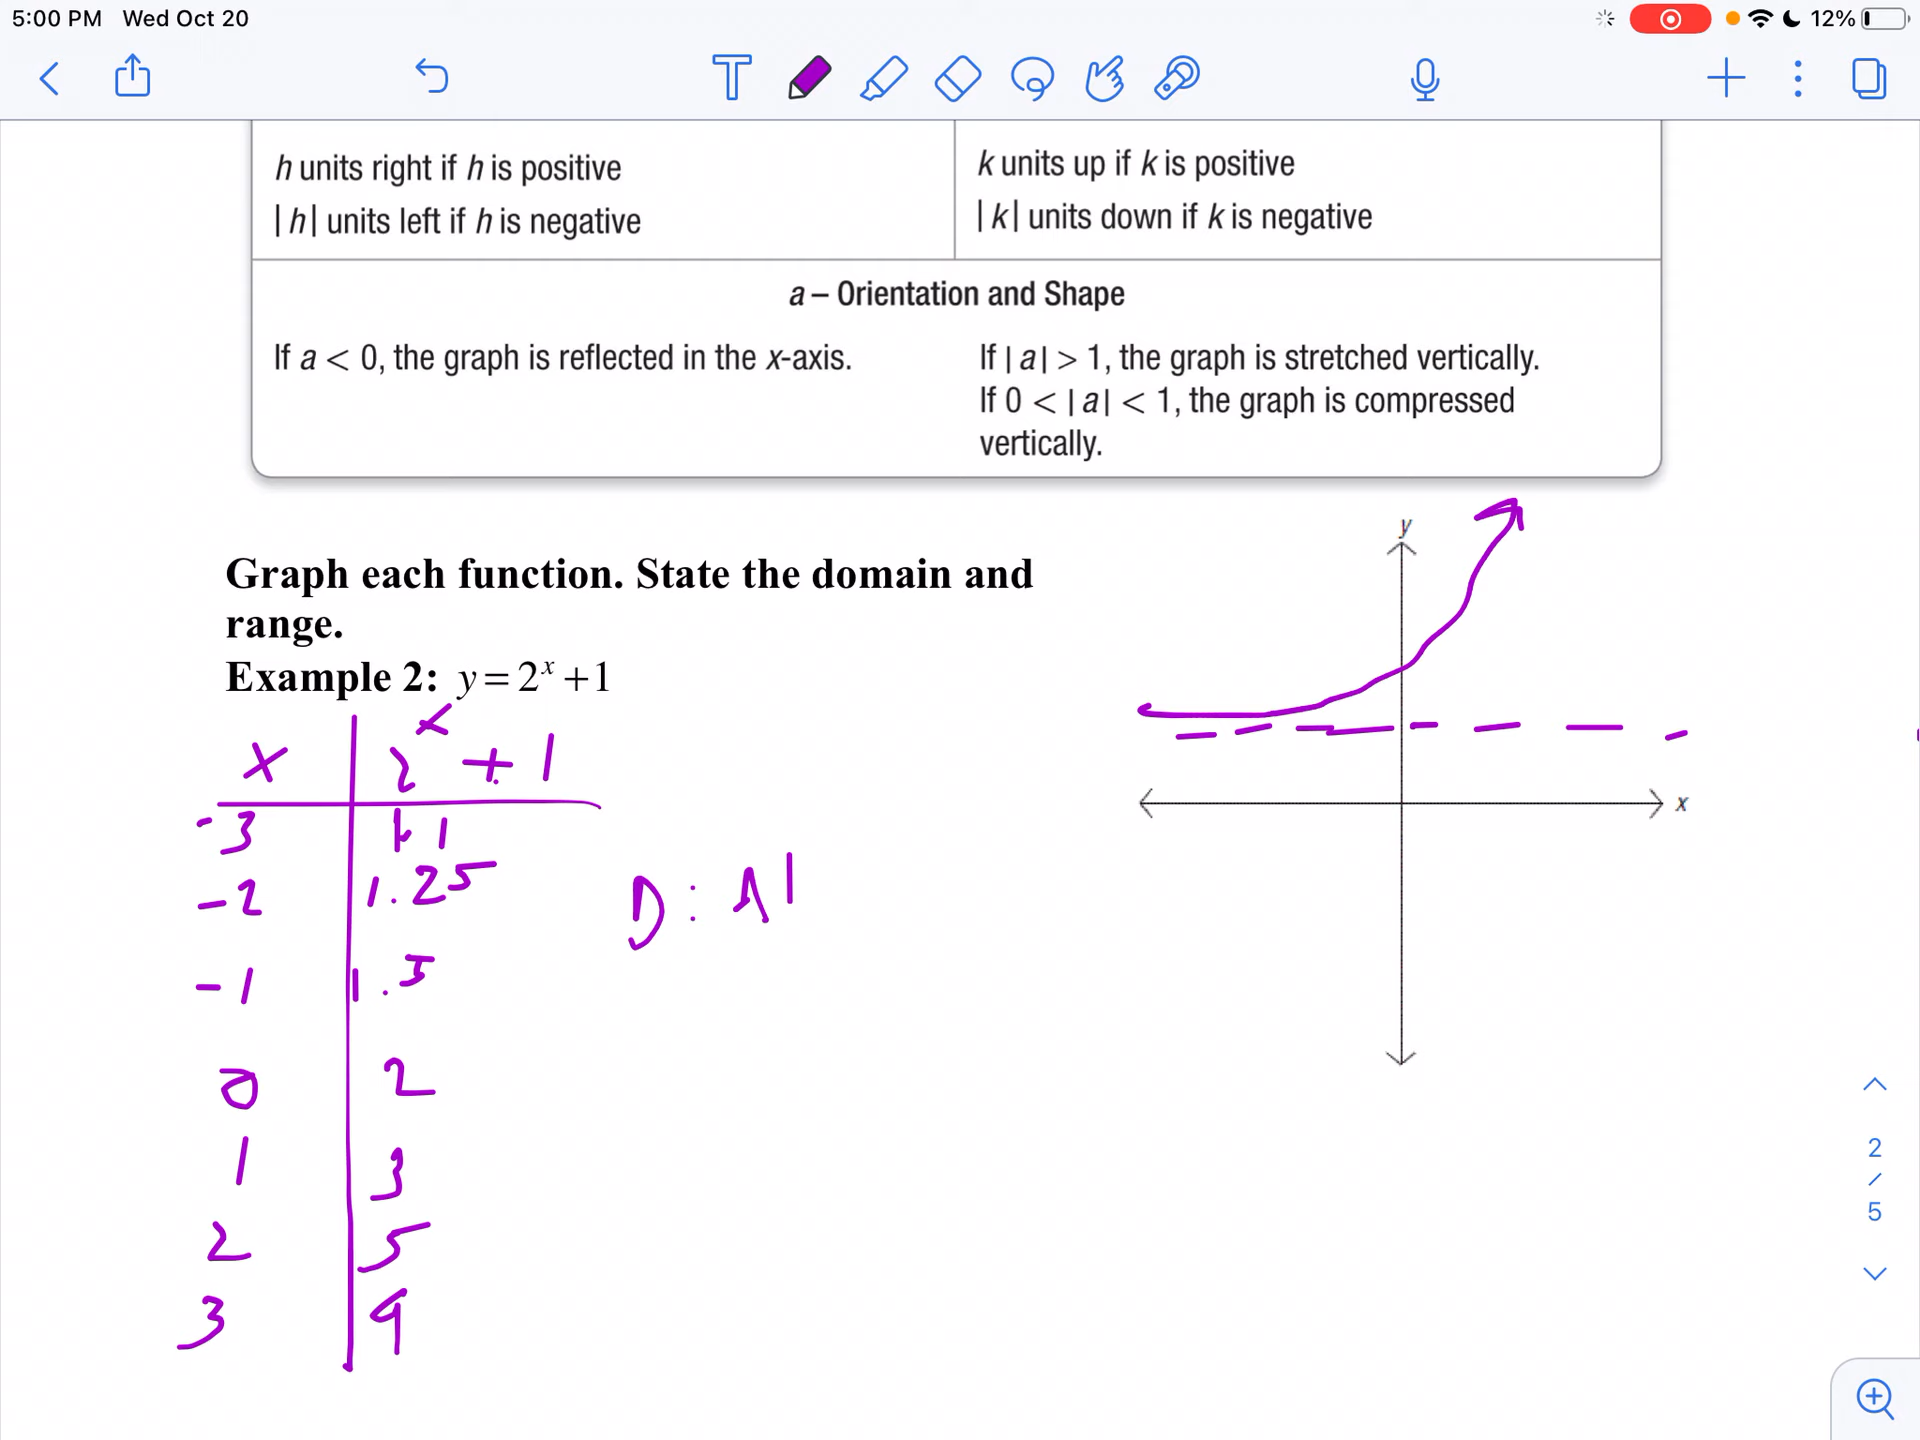 5:00 PM Wed Oct 20
12%
h units right if h is positive
|h| units left if h is negative
k units up if k is positive
|k| units down if k is negative
a – Orientation and Shape
If a < 0, the graph is reflected in the x-axis.
If |a| > 1, the graph is stretched vertically.
If 0 < |a| < 1, the graph is compressed
vertically.
Graph each function. State the domain and
range.
Example 2: y = 2ˣ + 1
y
x
x 2ˣ + 1
-3
-2 1.25
-1 1.5
0 2
1 3
2 5
3 9
D: Al
2
/
5